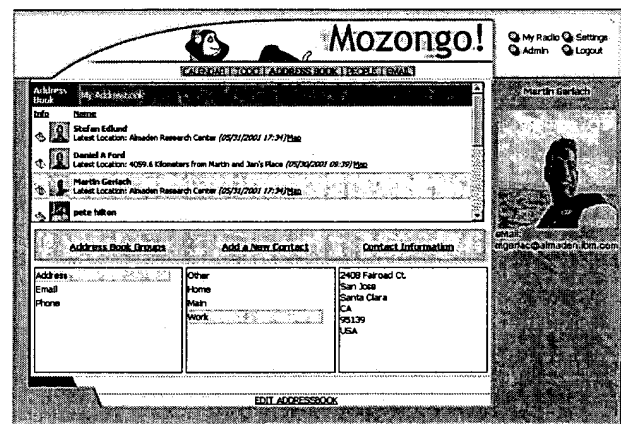 Mozongo!
My Radio Settings
Admin Logout
CALENDAR | TODO | ADDRESS BOOK | PEOPLE | EMAIL
Address Book
My Addressbook
Info Name
Stefan Edlund
Latest Location: Almaden Research Center (05/31/2001 17:34) Map
Daniel A Ford
Latest Location: 4059.6 Kilometers from Martin and Jan's Place (05/30/2001 09:39) Map
Martin Gerlach
Latest Location: Almaden Research Center (05/31/2001 17:34) Map
pete hilton
Martin Gerlach
email:
mgerlac@almaden.ibm.com
Address Book Groups Add a New Contact Contact Information
Address
Email
Phone
Other
Home
Main
Work
2408 Fairoad Ct.
San Jose
Santa Clara
CA
95139
USA
EDIT ADDRESSBOOK